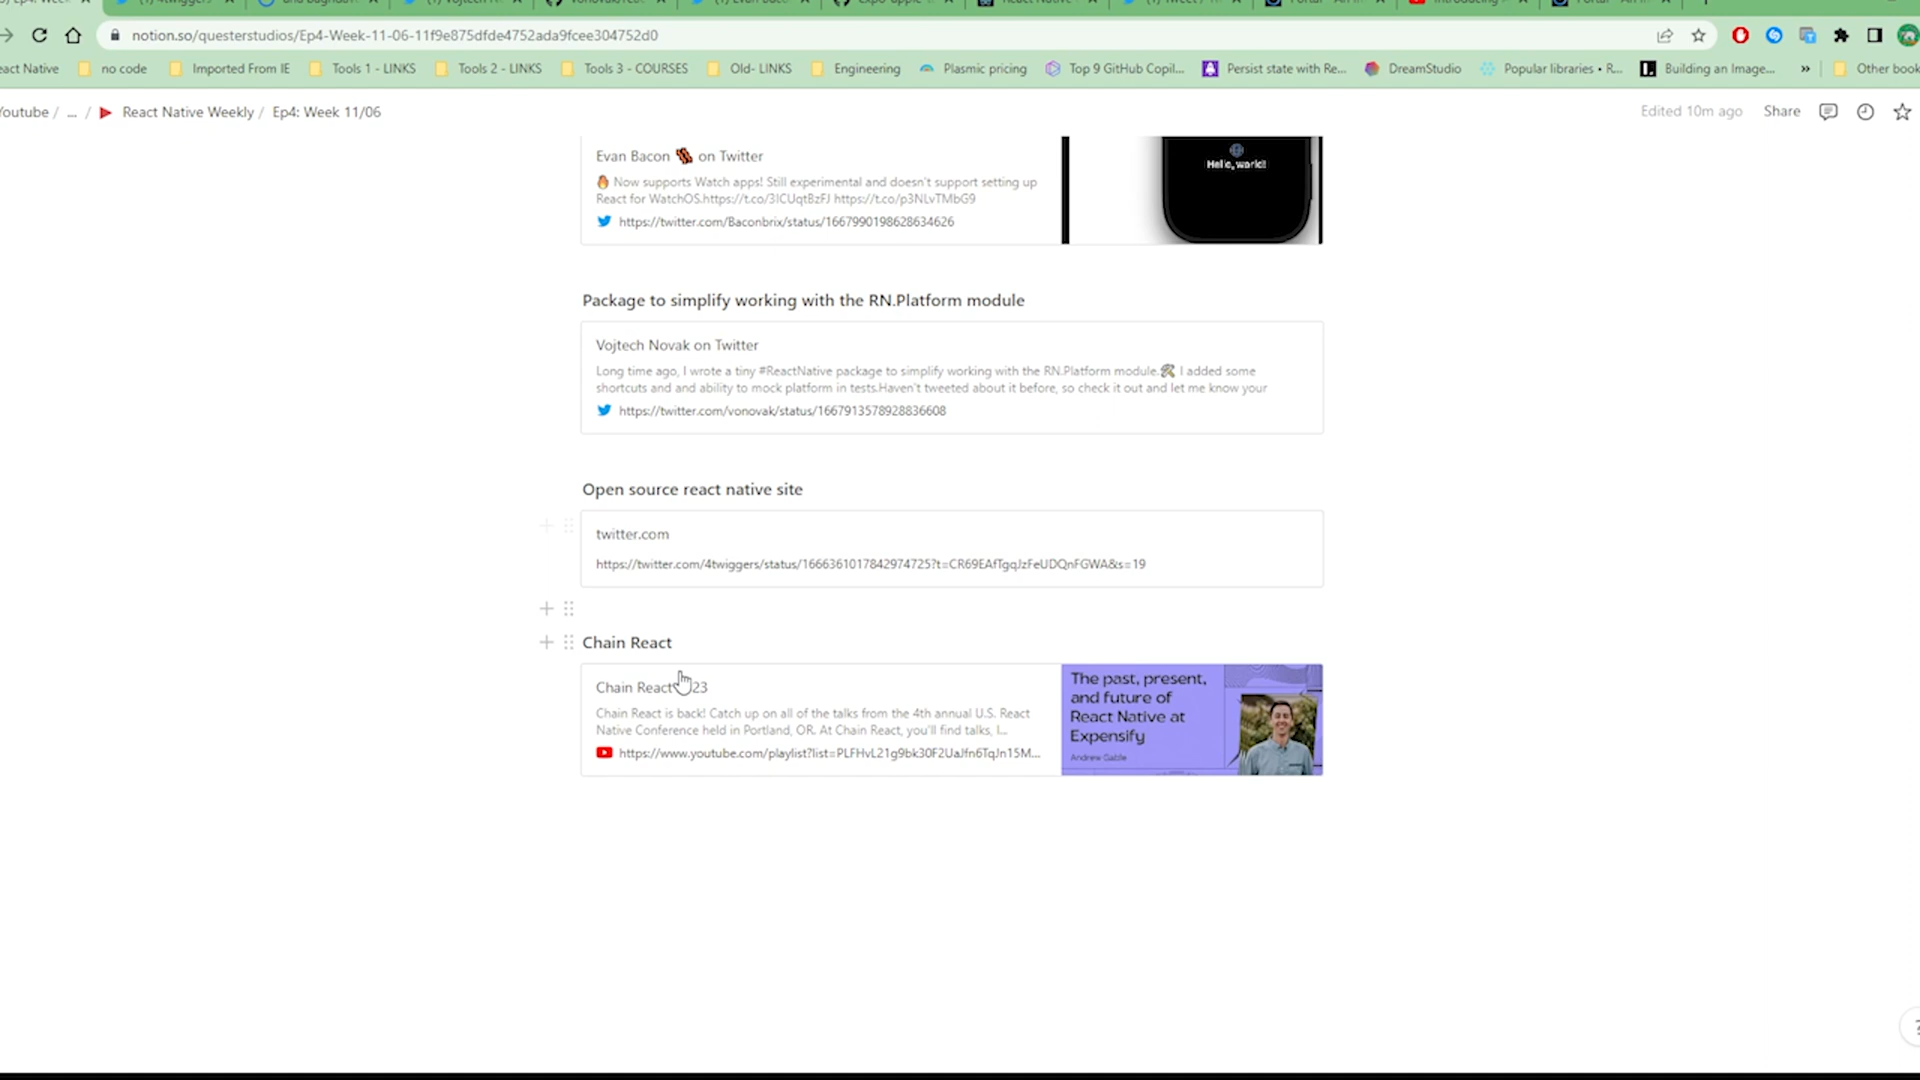 notion.so/questerstudios/Ep4-Week-11-06-11f9e875dfde4752ada9fcee304752d0
no code
Imported From IE
Tools 1 - LINKS
Tools 2 - LINKS
Tools 3 - COURSES
Old- LINKS
Engineering
Plasmic pricing
Top 9 GitHub Copil...
Persist state with Re...
DreamStudio
Popular libraries • R...
Building an Image...
»
Other book
Youtube / ... / React Native Weekly / Ep4: Week 11/06
Edited 10m ago
Share
Evan Bacon on Twitter
Now supports Watch apps! Still experimental and doesn't support setting up
React for WatchOS.https://t.co/3ICUqtBzFJ https://t.co/p3NLvTMbG9
https://twitter.com/Baconbrix/status/1667990198628634626
Hello, world!
Package to simplify working with the RN.Platform module
Vojtech Novak on Twitter
Long time ago, I wrote a tiny #ReactNative package to simplify working with the RN.Platform module. I added some
shortcuts and and ability to mock platform in tests.Haven't tweeted about it before, so check it out and let me know your
https://twitter.com/vonovak/status/1667913578928836608
Open source react native site
twitter.com
https://twitter.com/4twiggers/status/1666361017842974725?t=CR69EAfTgqJzFeUDQnFGWA&s=19
Chain React
Chain React 23
Chain React is back! Catch up on all of the talks from the 4th annual U.S. React
Native Conference held in Portland, OR. At Chain React, you'll find talks, I...
https://www.youtube.com/playlist?list=PLFHvL21g9bk30F2UaJfn6TqJn15M...
The past, present,
and future of
React Native at
Expensify
Andrew Gable